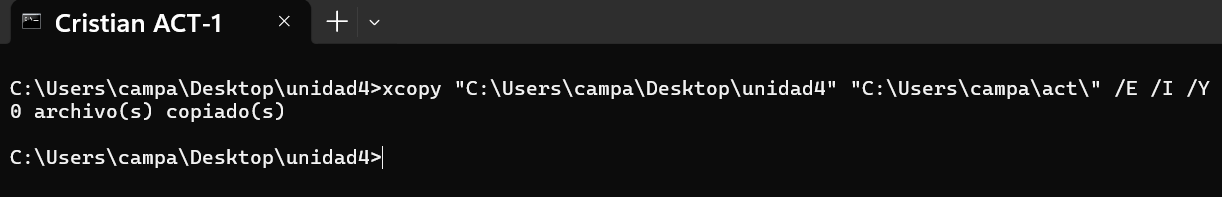 Cristian ACT-1
C:\Users\campa\Desktop\unidad4>xcopy "C:\Users\campa\Desktop\unidad4" "C:\Users\campa\act\" /E /I /Y
0 archivo(s) copiado(s)
C:\Users\campa\Desktop\unidad4>